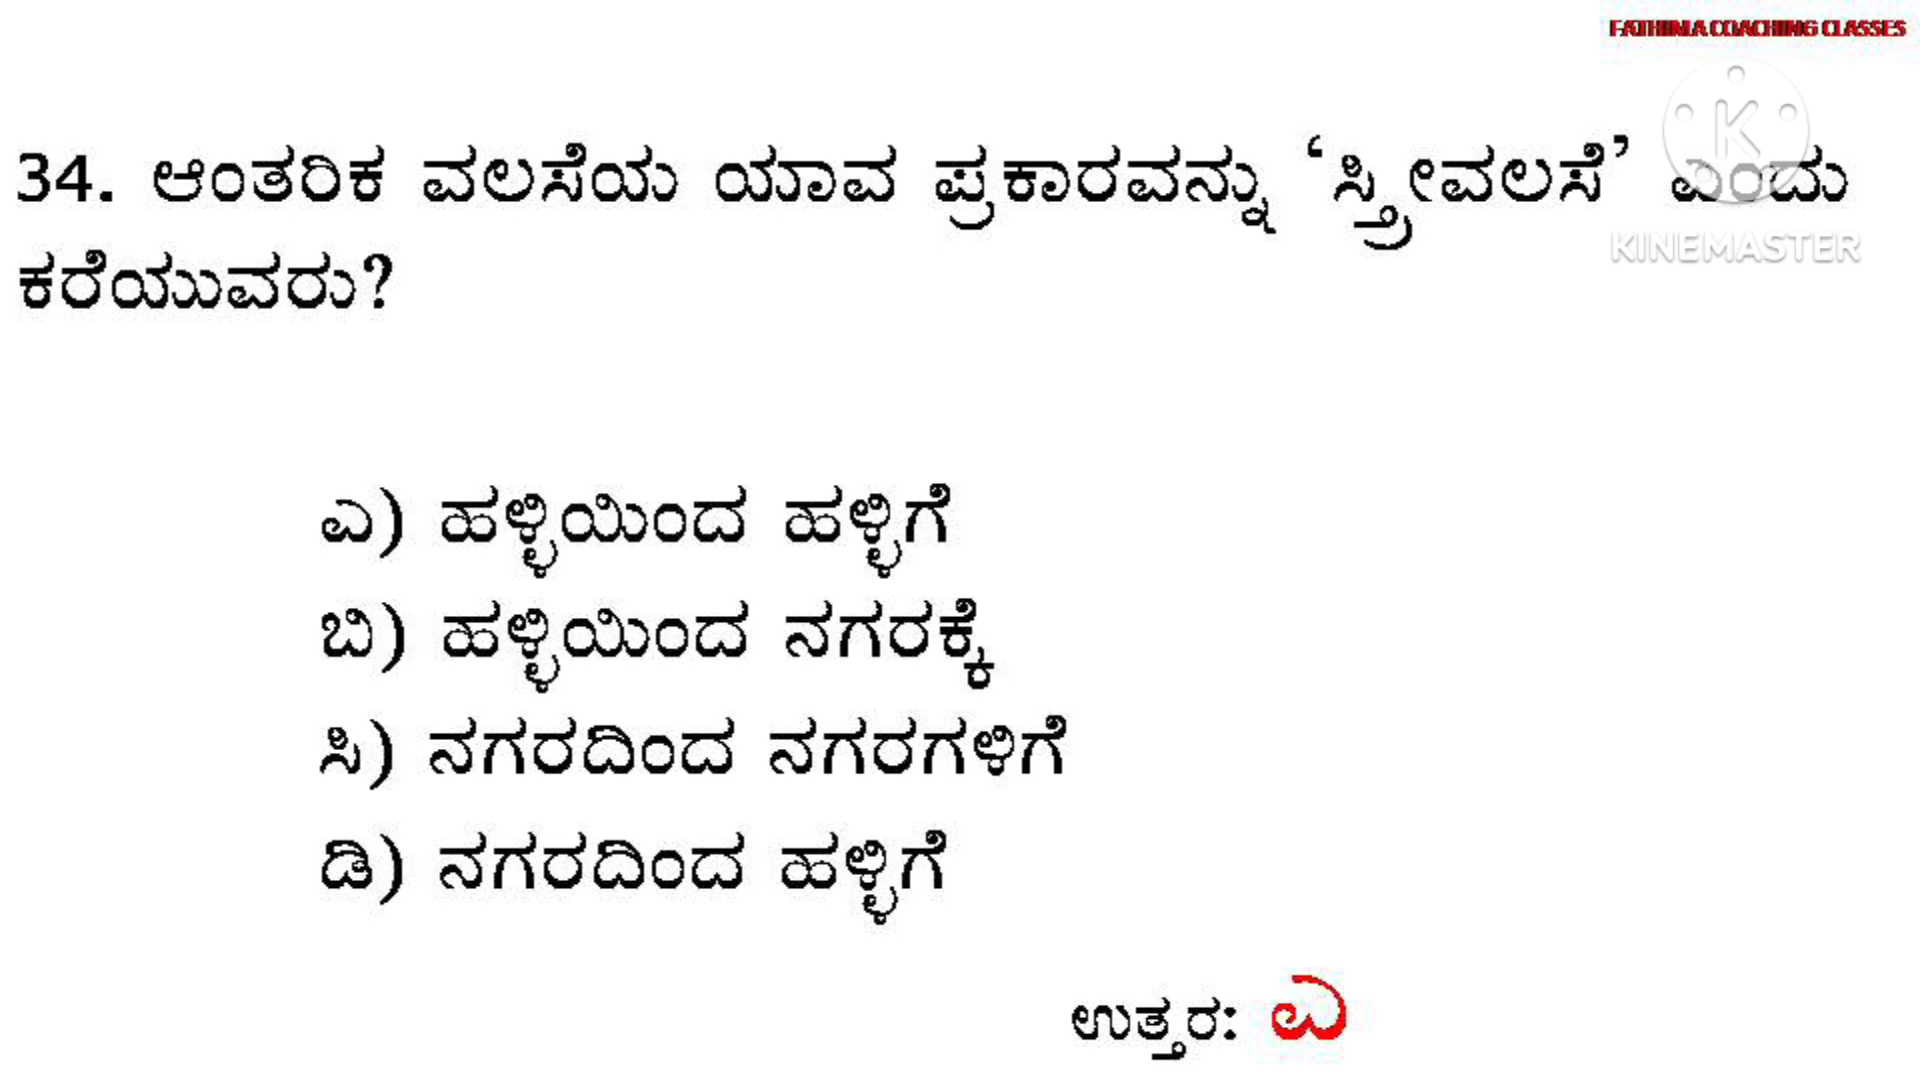 FATHIMA COACHING CLASSES
34. ಆಂತರಿಕ ವಲಸೆಯ ಯಾವ ಪ್ರಕಾರವನ್ನು ‘ಸ್ತ್ರೀವಲಸೆ’ ಎಂದು
KINEMASTER
ಕರೆಯುವರು?
ಎ) ಹಳ್ಳಿಯಿಂದ ಹಳ್ಳಿಗೆ
ಬಿ) ಹಳ್ಳಿಯಿಂದ ನಗರಕ್ಕೆ
ಸಿ) ನಗರದಿಂದ ನಗರಗಳಿಗೆ
ಡಿ) ನಗರದಿಂದ ಹಳ್ಳಿಗೆ
ಉತ್ತರ: ಎ